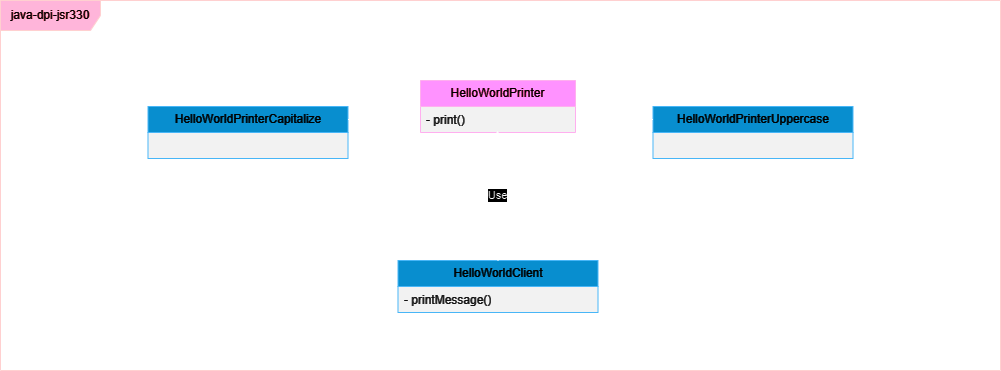 java-dpi-jsr330
HelloWorldPrinter
- print()
HelloWorldPrinterCapitalize
HelloWorldPrinterUppercase
Use
HelloWorldClient
- printMessage()